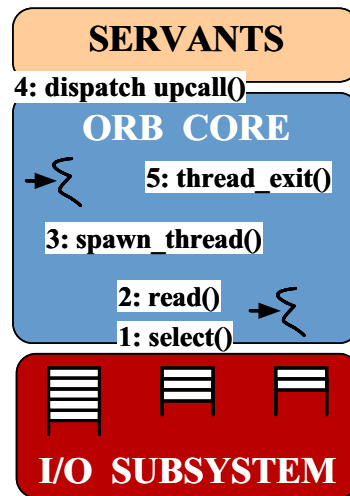 SERVANTS
4: dispatch upcall()
ORB CORE
5: thread_exit()
3: spawn_thread()
2: read()
1: select()
I/O SUBSYSTEM